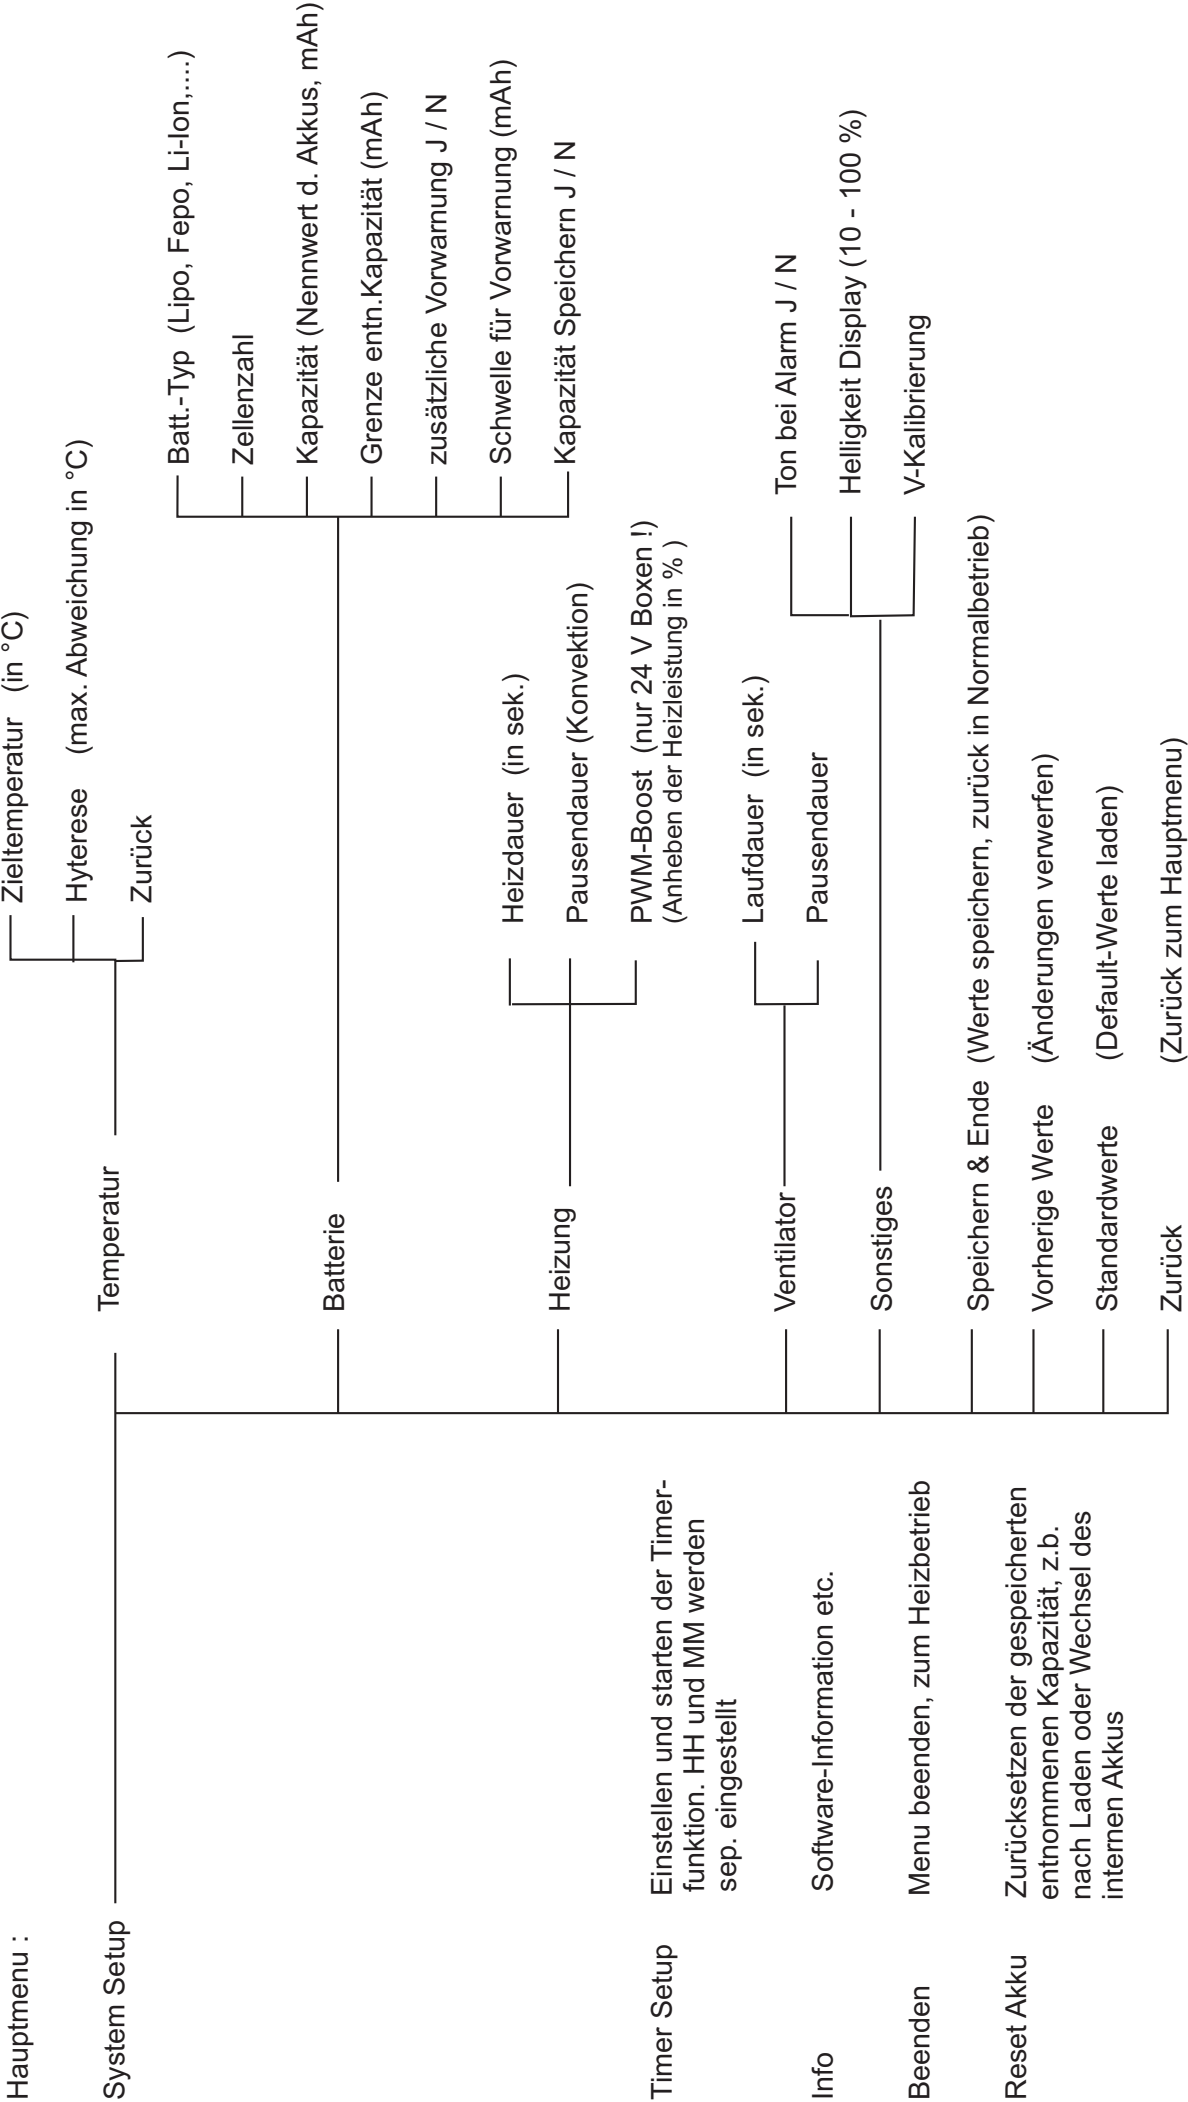 Hauptmenu :
System Setup
Temperatur
Zieltemperatur (in °C)
Hyterese (max. Abweichung in °C)
Zurück
Batterie
Batt.-Typ (Lipo, Fepo, Li-Ion,....)
Zellenzahl
Kapazität (Nennwert d. Akkus, mAh)
Grenze entn.Kapazität (mAh)
zusätzliche Vorwarnung J / N
Schwelle für Vorwarnung (mAh)
Kapazität Speichern J / N
Heizung
Heizdauer (in sek.)
Pausendauer (Konvektion)
PWM-Boost (nur 24 V Boxen !)
(Anheben der Heizleistung in % )
Ventilator
Laufdauer (in sek.)
Pausendauer
Sonstiges
Ton bei Alarm J / N
Helligkeit Display (10 - 100 %)
V-Kalibrierung
Speichern & Ende (Werte speichern, zurück in Normalbetrieb)
Vorherige Werte (Änderungen verwerfen)
Standardwerte (Default-Werte laden)
Zurück (Zurück zum Hauptmenu)
Timer Setup Einstellen und starten der Timer-
funktion. HH und MM werden
sep. eingestellt
Info Software-Information etc.
Beenden Menu beenden, zum Heizbetrieb
Reset Akku Zurücksetzen der gespeicherten
entnommenen Kapazität, z.b.
nach Laden oder Wechsel des
internen Akkus